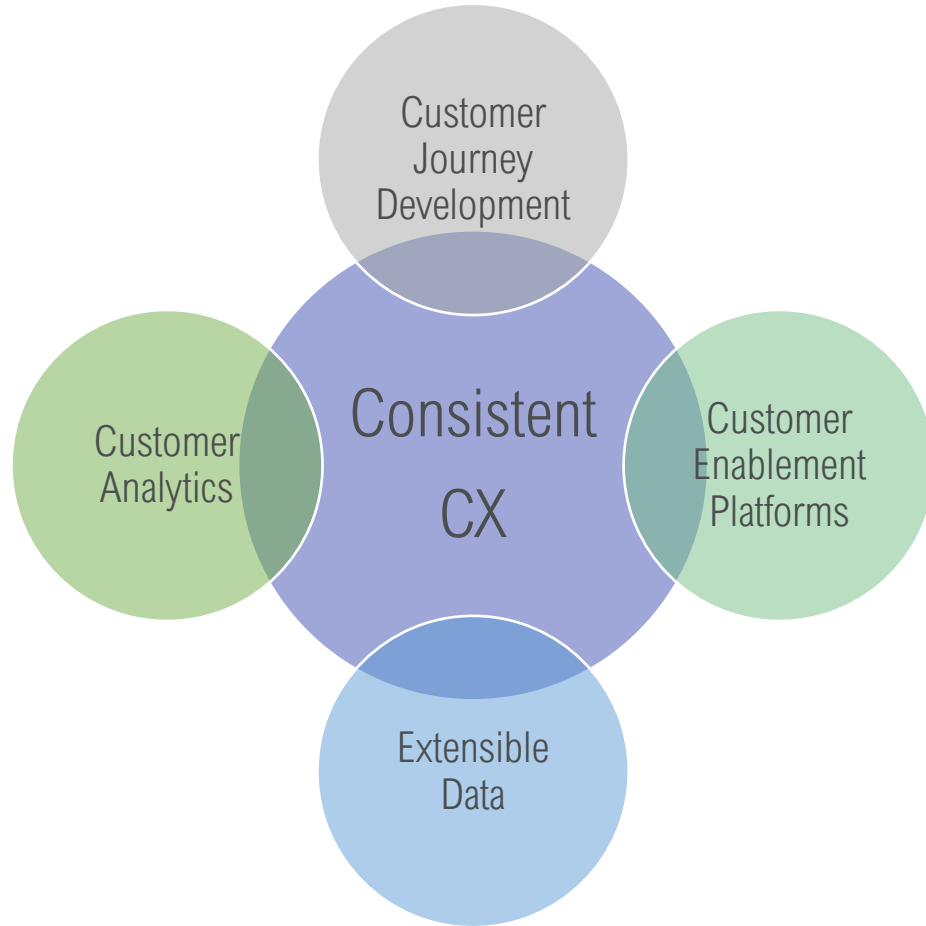 Customer
Journey
Development
Customer
Analytics
Consistent
CX
Customer
Enablement
Platforms
Extensible
Data